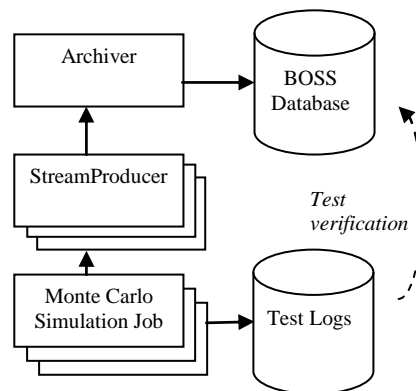 Archiver
BOSS
Database
StreamProducer
Test
verification
Monte Carlo
Simulation Job
Test Logs